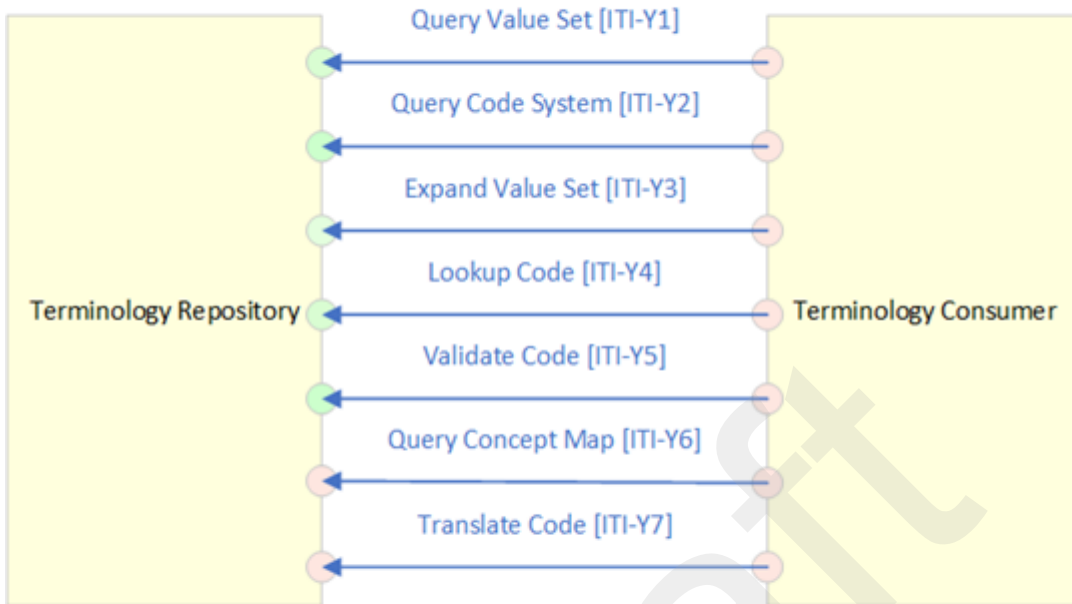 Query Value Set [ITI-Y1]
Query Code System [ITI-Y2]
Expand Value Set [ITI-Y3]
Lookup Code [ITI-Y4]
Terminology Repository
Terminology Consumer
Validate Code [ITI-Y5]
Query Concept Map [ITI-Y6]
Translate Code [ITI-Y7]